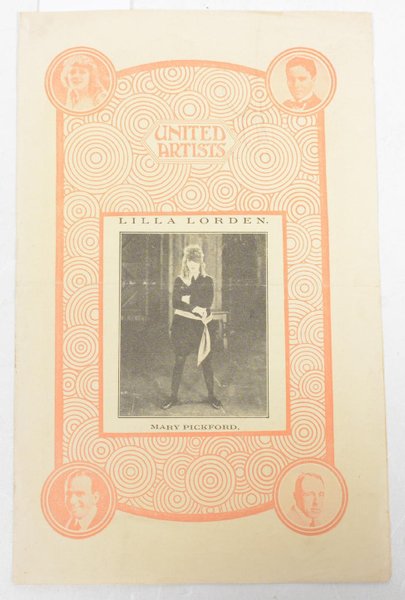 UNITED
ARTISTS
LILLA LORDEN.
MARY PICKFORD.